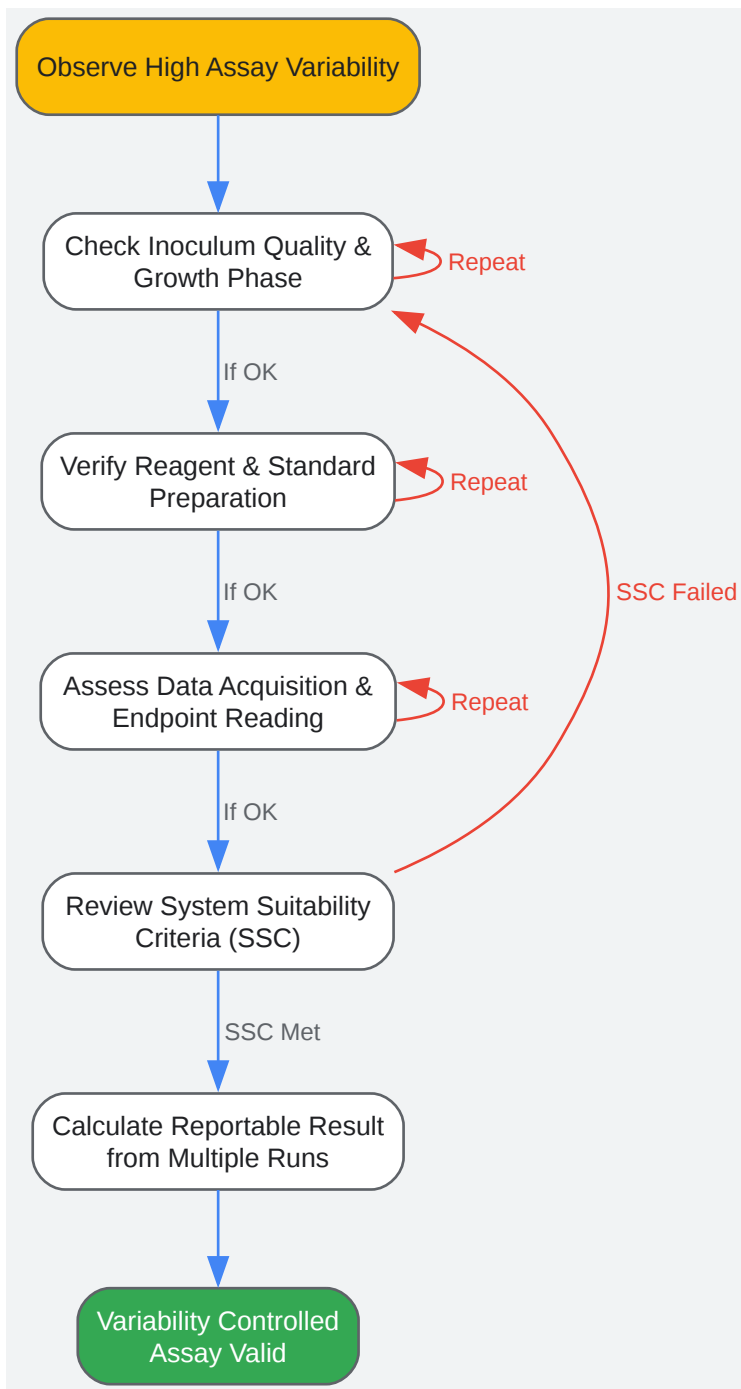 Observe High Assay Variability
Check Inoculum Quality &
Growth Phase
Repeat
If OK
Verify Reagent & Standard
Preparation
Repeat
If OK
SSC Failed
Assess Data Acquisition &
Endpoint Reading
Repeat
If OK
Review System Suitability
Criteria (SSC)
SSC Met
Calculate Reportable Result
from Multiple Runs
Variability Controlled
Assay Valid